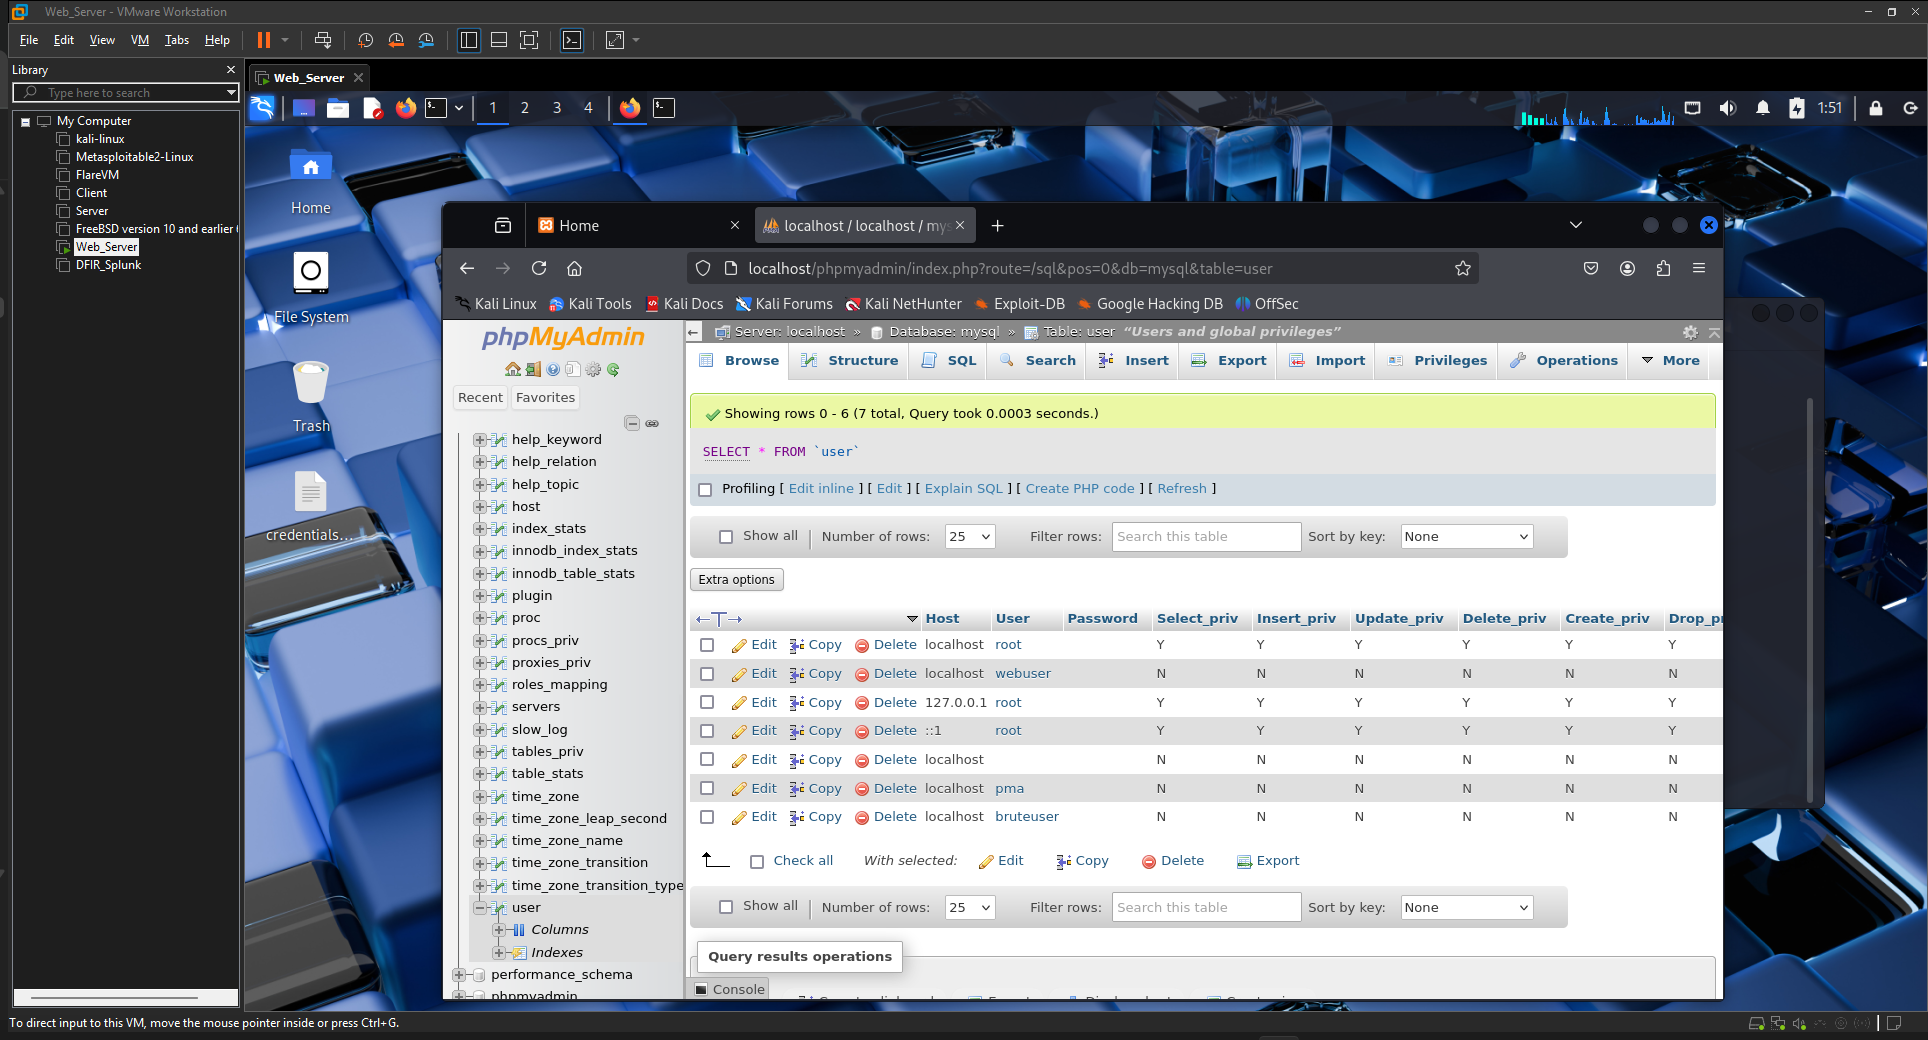 Web_Server - VMware Workstation
File Edit View VM Tabs Help
Library
Type here to search
My Computer
kali-linux
Metasploitable2-Linux
FlareVM
Client
Server
FreeBSD version 10 and earlier
Web_Server
DFIR_Splunk
Web_Server
1 2 3 4
1:51
Home
File System
Trash
credentials...
Home
localhost / localhost / mys
localhost/phpmyadmin/index.php?route=/sql&pos=0&db=mysql&table=user
Kali Linux Kali Tools Kali Docs Kali Forums Kali NetHunter Exploit-DB Google Hacking DB OffSec
phpMyAdmin
Recent Favorites
help_keyword
help_relation
help_topic
host
index_stats
innodb_index_stats
innodb_table_stats
plugin
proc
procs_priv
proxies_priv
roles_mapping
servers
slow_log
tables_priv
table_stats
time_zone
time_zone_leap_second
time_zone_name
time_zone_transition
time_zone_transition_type
user
Columns
Indexes
performance_schema
phpmyadmin
Server: localhost » Database: mysql » Table: user “Users and global privileges”
Browse Structure SQL Search Insert Export Import Privileges Operations More
Showing rows 0 - 6 (7 total, Query took 0.0003 seconds.)
SELECT * FROM `user`
Profiling [ Edit inline ] [ Edit ] [ Explain SQL ] [ Create PHP code ] [ Refresh ]
Show all Number of rows: 25 Filter rows: Search this table Sort by key: None
Extra options
Host User Password Select_priv Insert_priv Update_priv Delete_priv Create_priv Drop_pr
Edit Copy Delete localhost root Y Y Y Y Y Y
Edit Copy Delete localhost webuser N N N N N N
Edit Copy Delete 127.0.0.1 root Y Y Y Y Y Y
Edit Copy Delete ::1 root Y Y Y Y Y Y
Edit Copy Delete localhost N N N N N N
Edit Copy Delete localhost pma N N N N N N
Edit Copy Delete localhost bruteuser N N N N N N
Check all With selected: Edit Copy Delete Export
Show all Number of rows: 25 Filter rows: Search this table Sort by key: None
Query results operations
Console
To direct input to this VM, move the mouse pointer inside or press Ctrl+G.